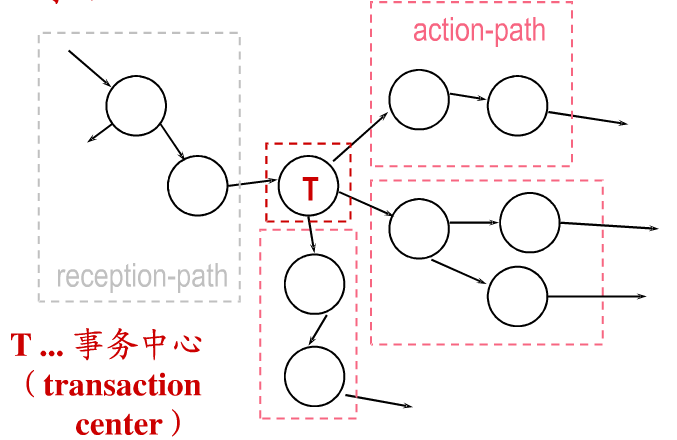 action-path
T
reception-path
T ... 事务中心
（transaction
center）